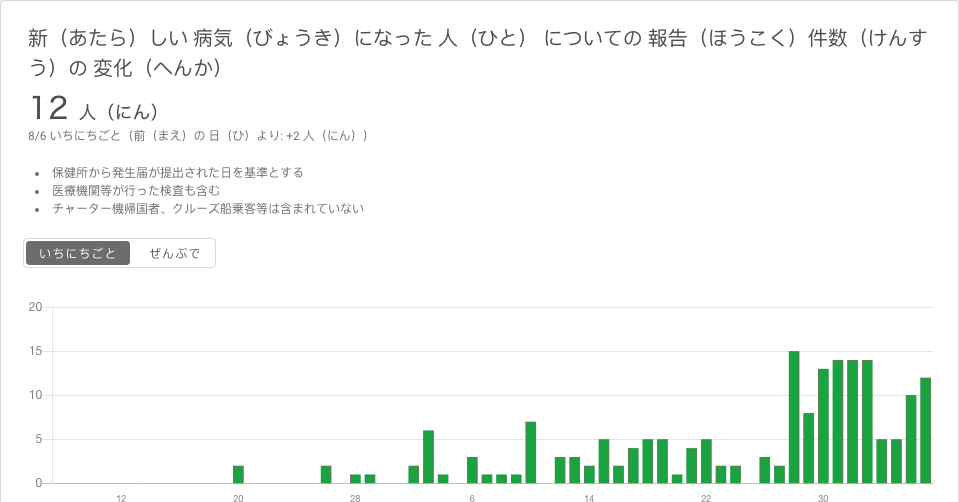 新（あたら）しい 病気（びょうき）になった 人（ひと） についての 報告（ほうこく）件数（けんす
う）の 変化（へんか）
12 人（にん）
8/6 いちにちごと（前（まえ）の 日（ひ）より: +2 人（にん））
保健所から発生届が提出された日を基準とする
医療機関等が行った検査も含む
チャーター機帰国者、クルーズ船乗客等は含まれていない
いちにちごと ぜんぶで
20
15
10
5
0
12 20 28 6 14 22 30